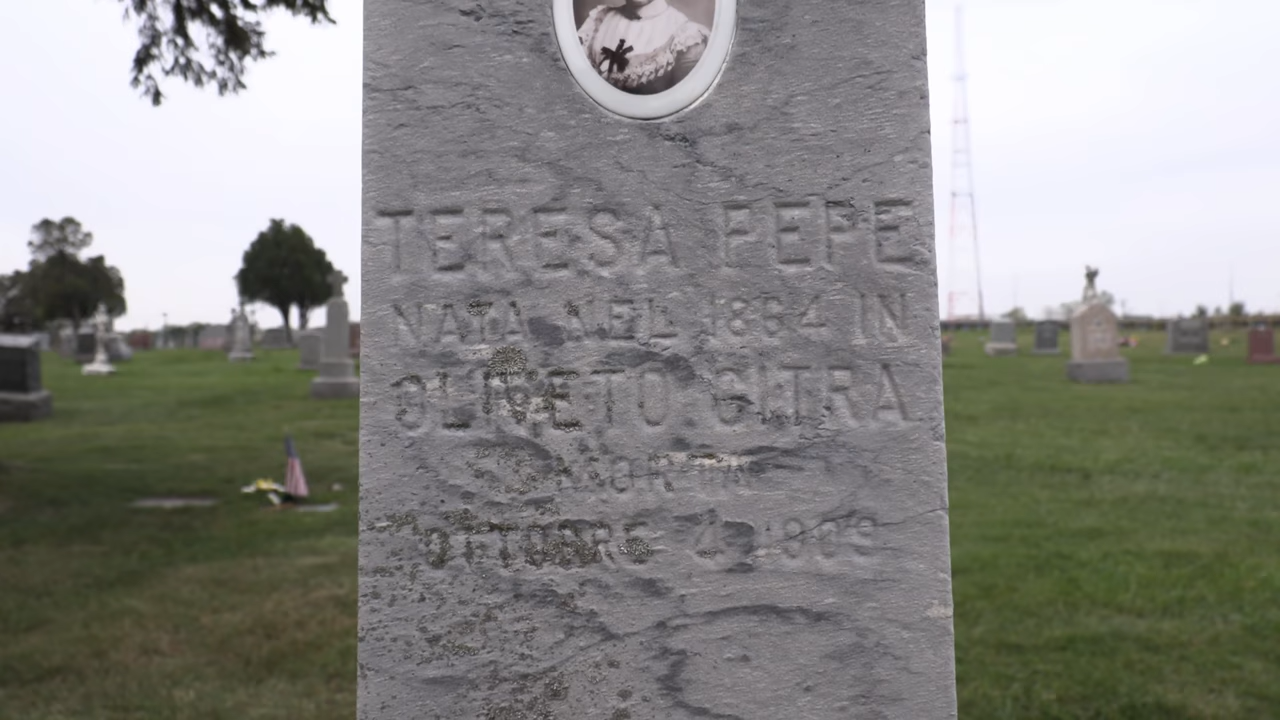 TERESA PEPE
NATA NEL 1884 IN
OLIVETO CITRA
MORTA
OTTOBRE 4 1909